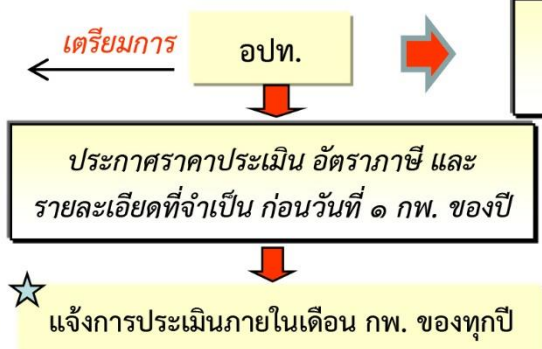 เตรียมการ
อปท.
ประกาศราคาประเมิน อัตราภาษี และ
รายละเอียดที่จำเป็น ก่อนวันที่ ๑ กพ. ของปี
แจ้งการประเมินภายในเดือน กพ. ของทุกปี